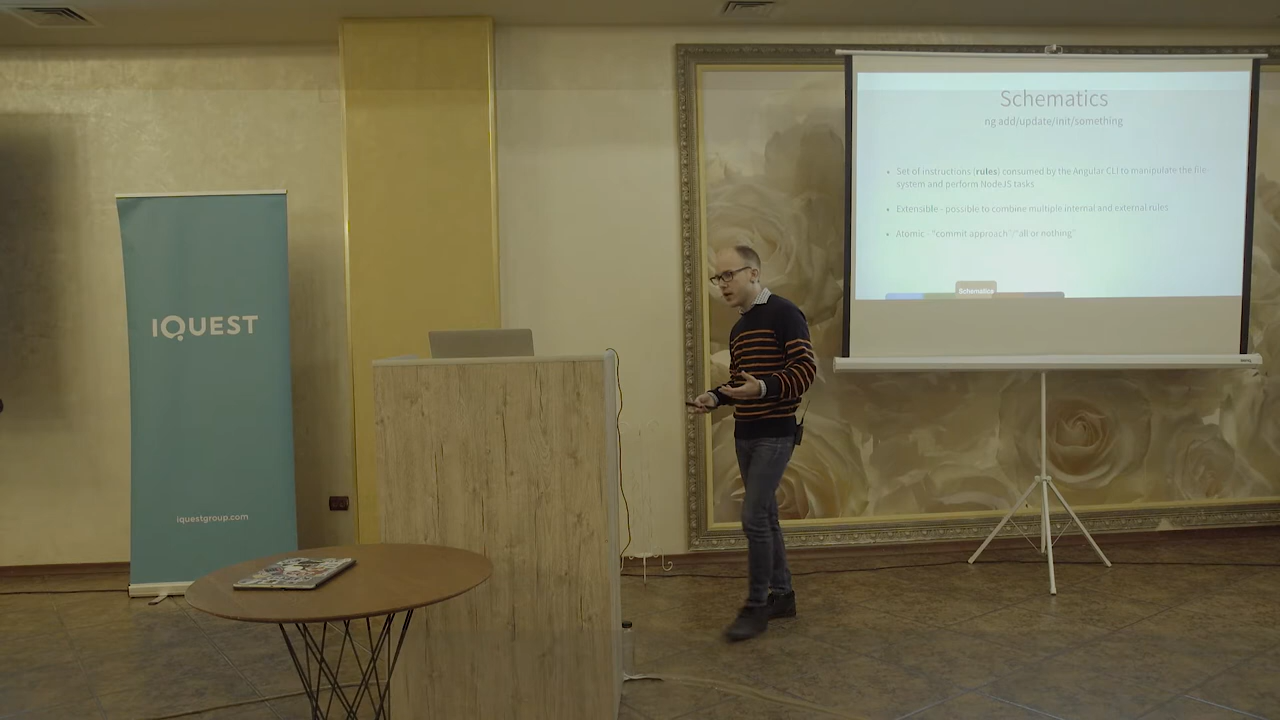 IQUEST
iquestgroup.com
Schematics
ng add/update/init/something
Set of instructions (rules) consumed by the Angular CLI to manipulate the file-
system and perform NodeJS tasks
Extensible - possible to combine multiple internal and external rules
Atomic - "commit approach"/"all or nothing"
Schematics